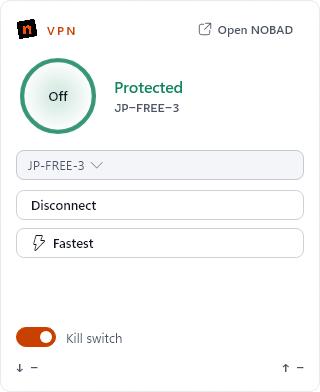 n VPN
Open NOBAD
Off
Protected
JP-FREE-3
JP-FREE-3
Disconnect
Fastest
Kill switch
↓ –
↑ –